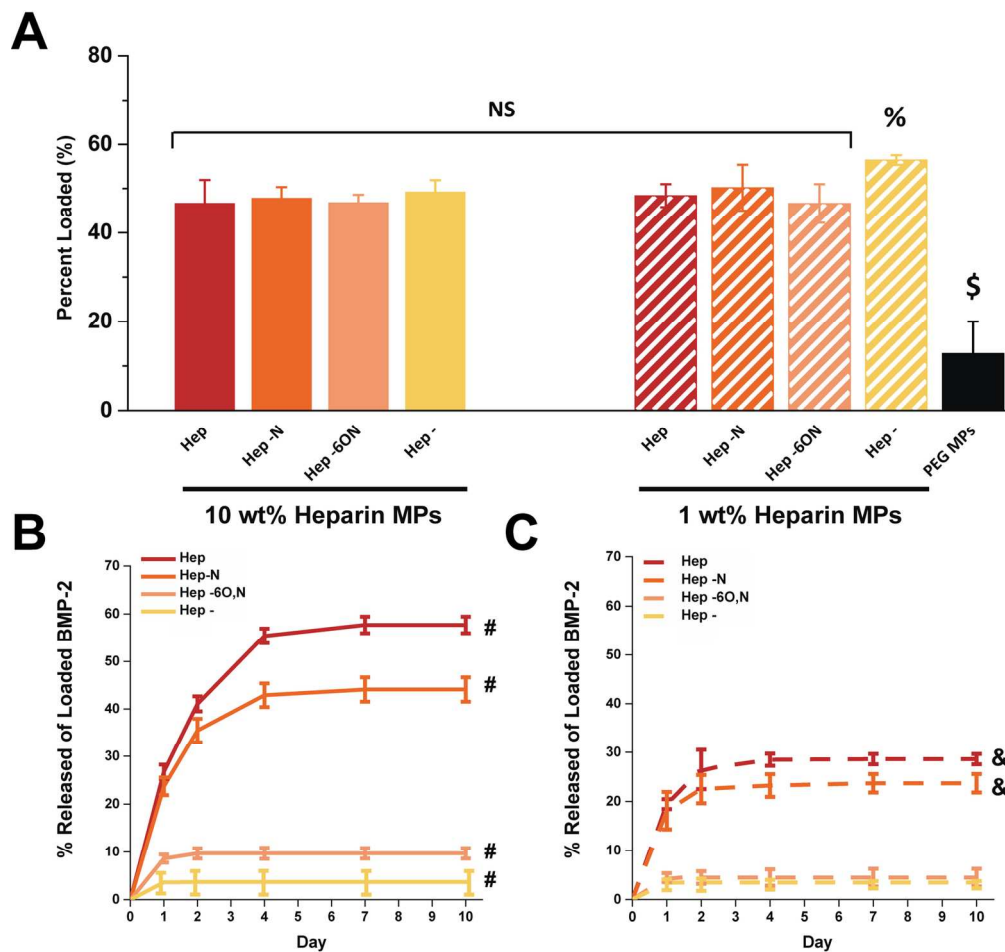 A
Percent Loaded (%)
80
60
40
20
0
NS
%
$
Hep
Hep -N
Hep -6ON
Hep -
Hep
Hep -N
Hep -6ON
Hep -
PEG MPs
10 wt% Heparin MPs
1 wt% Heparin MPs
B
% Released of Loaded BMP-2
70
60
50
40
30
20
10
0
Hep
Hep-N
Hep -6O,N
Hep -
#
#
#
#
0 1 2 3 4 5 6 7 8 9 10
Day
C
% Released of Loaded BMP-2
70
60
50
40
30
20
10
0
Hep
Hep -N
Hep -6O,N
Hep -
&
&
0 1 2 3 4 5 6 7 8 9 10
Day